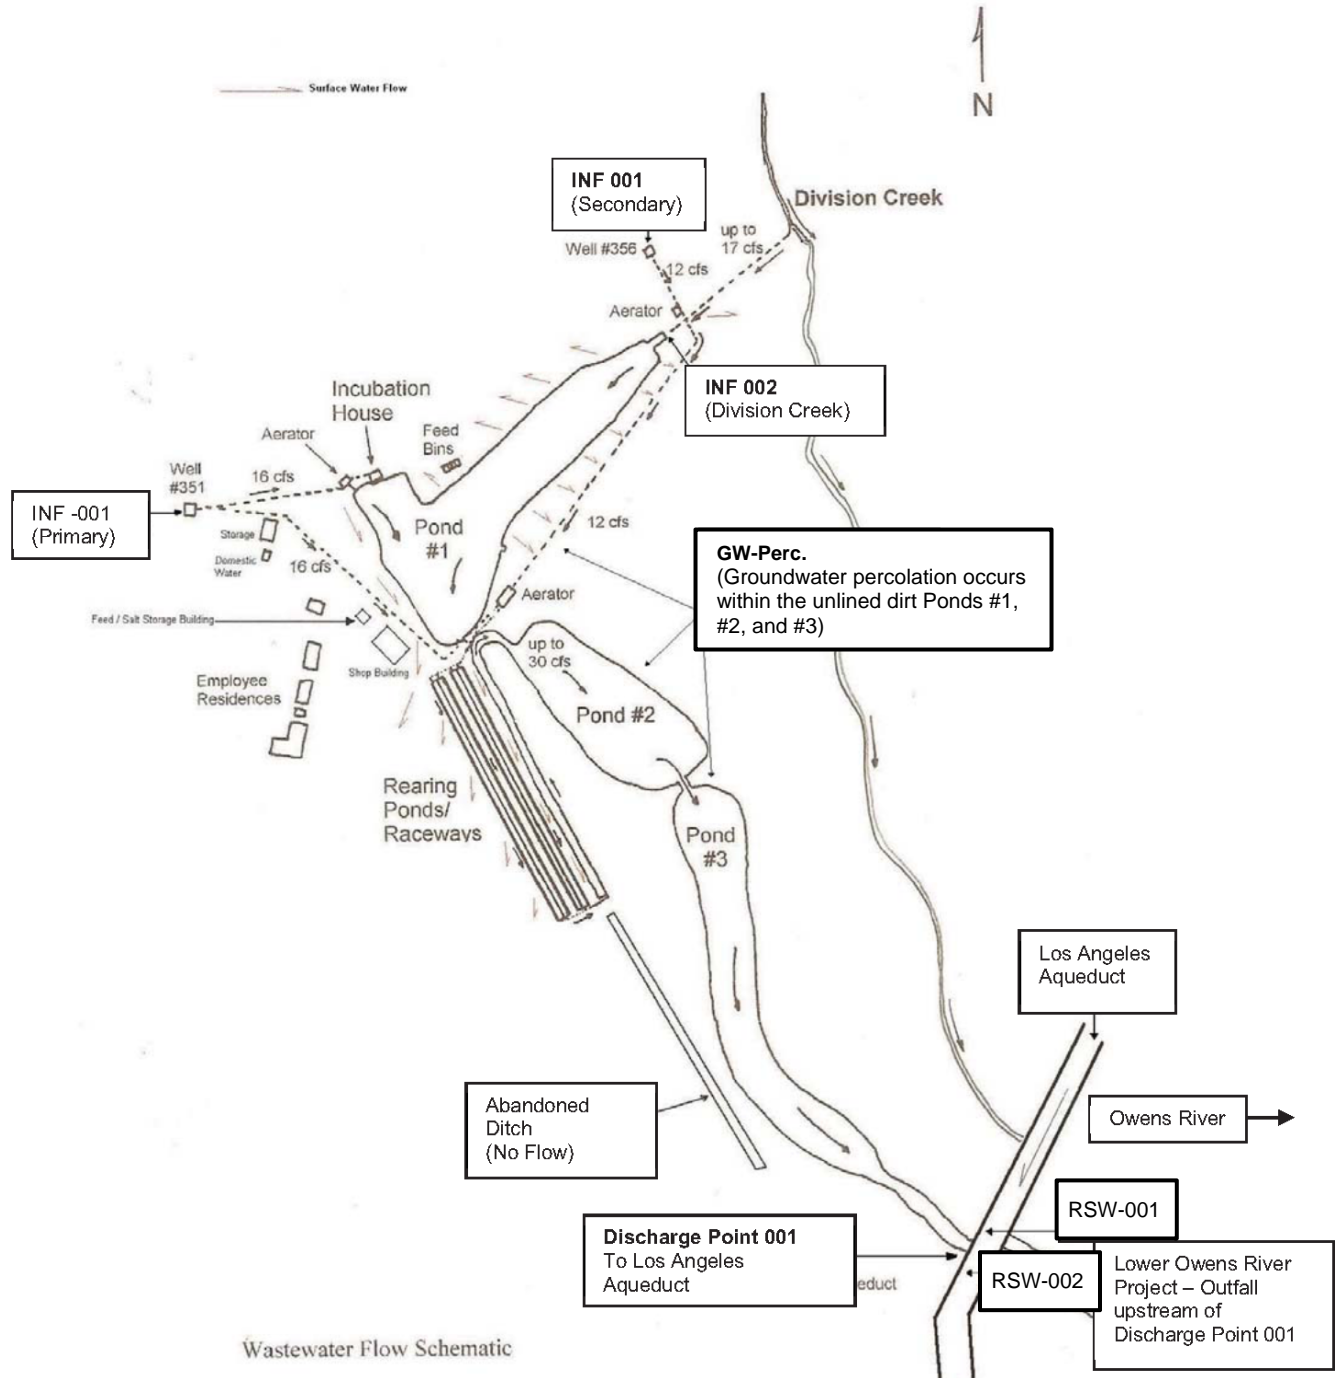 N
Surface Water Flow
INF 001
(Secondary)
Division Creek
up to
17 cfs
Well #356
12 cfs
Aerator
INF 002
(Division Creek)
Incubation
House
Feed
Bins
Aerator
Well
#351
16 cfs
INF -001
(Primary)
Storage
Domestic
Water
16 cfs
Pond
#1
12 cfs
GW-Perc.
(Groundwater percolation occurs
within the unlined dirt Ponds #1,
#2, and #3)
Aerator
Feed / Salt Storage Building
Shop Building
up to
30 cfs
Employee
Residences
Pond #2
Rearing
Ponds/
Raceways
Pond
#3
Los Angeles
Aqueduct
Abandoned
Ditch
(No Flow)
Owens River
RSW-001
Discharge Point 001
To Los Angeles
Aqueduct
educt
RSW-002
Lower Owens River
Project – Outfall
upstream of
Discharge Point 001
Wastewater Flow Schematic